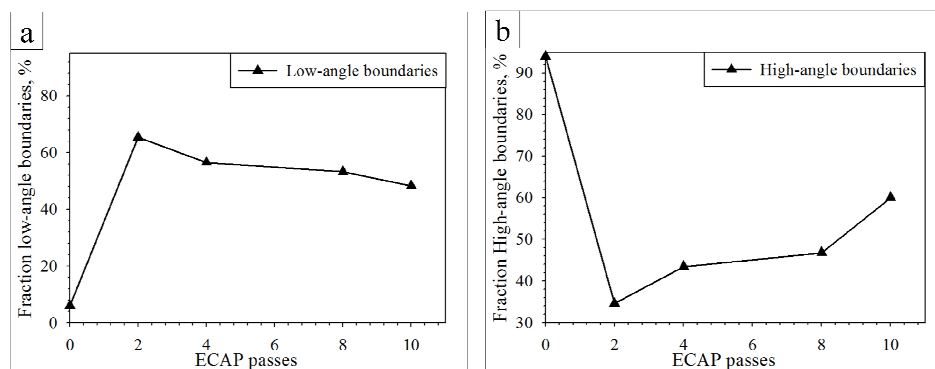 a
Low-angle boundaries
Fraction low-angle boundaries, %
80
60
40
20
0
0 2 4 6 8 10
ECAP passes
b
High-angle boundaries
Fraction High-angle boundaries, %
90
80
70
60
50
40
30
0 2 4 6 8 10
ECAP passes